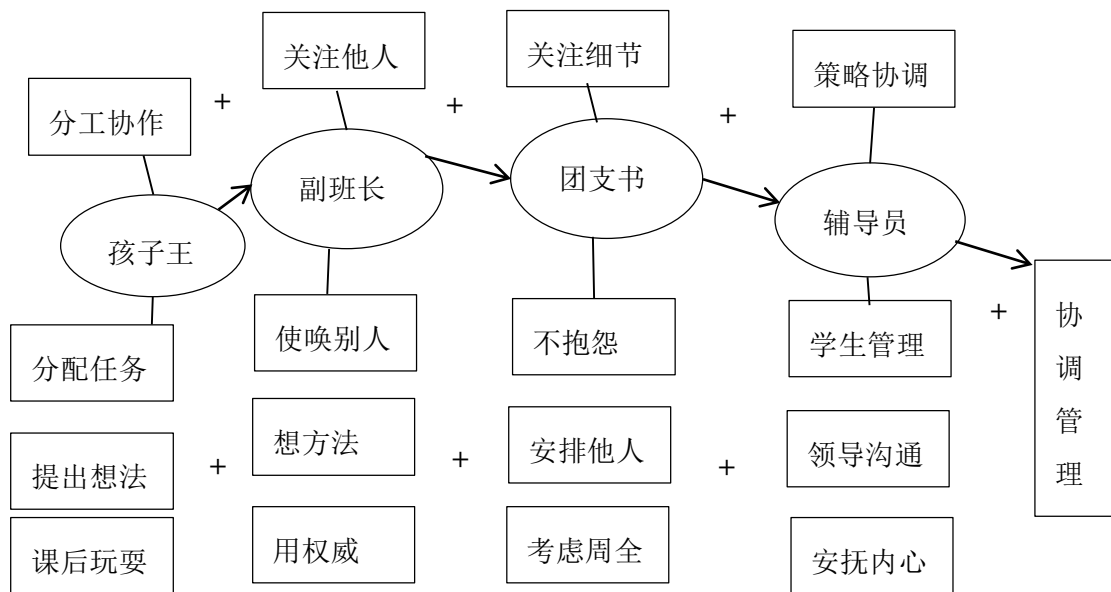 关注他人
关注细节
策略协调
+
+
+
分工协作
副班长
团支书
辅导员
孩子王
使唤别人
不抱怨
学生管理
+
分配任务
想方法
安排他人
领导沟通
提出想法
+
+
+
课后玩耍
用权威
考虑周全
安抚内心
协
调
管
理